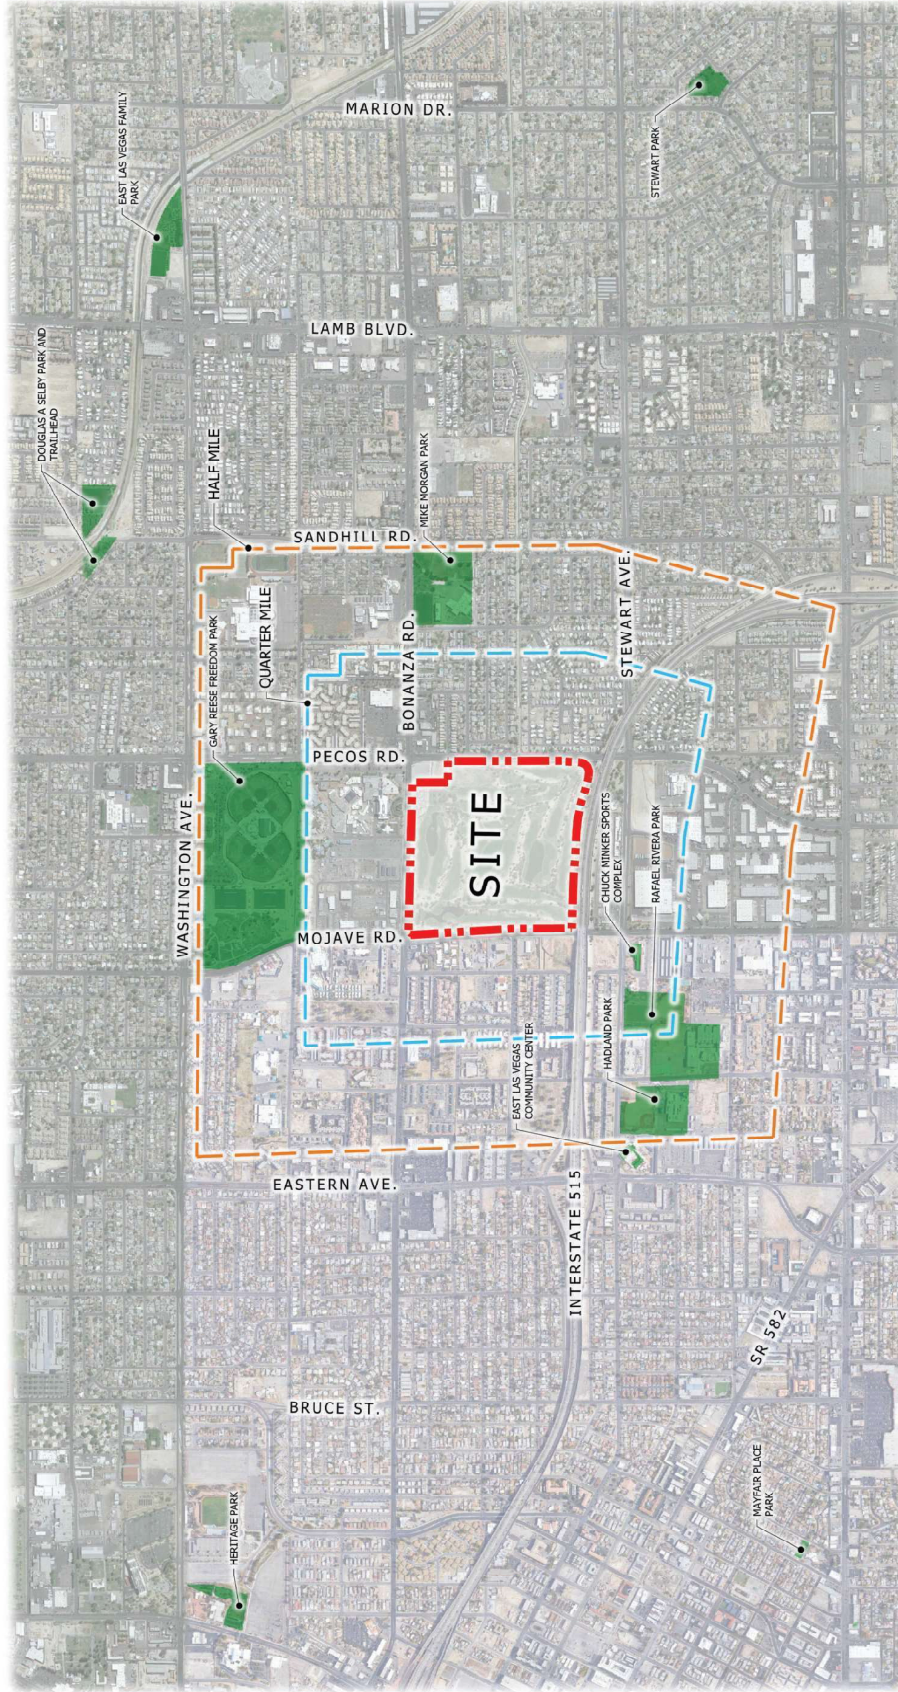 MARION DR.
EAST LAS VEGAS FAMILY
PARK
STEWART PARK
LAMB BLVD.
DOUGLAS A SELBY PARK AND
TRAILHEAD
HALF MILE
SANDHILL RD.
MIKE NORGAN PARK
STEWART AVE.
QUARTER MILE
GARY REESE FREEDOM PARK
BONANZA RD.
PECOS RD.
WASHINGTON AVE.
SITE
CHUCK MINKER SPORTS
COMPLEX
RAFAEL RIVERA PARK
MOJAVE RD.
HADLAND PARK
EAST LAS VEGAS
COMMUNITY CENTER
EASTERN AVE.
INTERSTATE 515
SR 582
BRUCE ST.
HERITAGE PARK
MAYFAIR PLACE
PARK